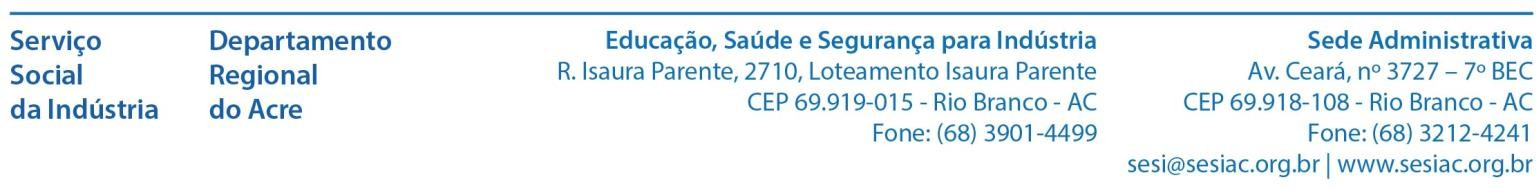 Serviço
Social
da Indústria
Departamento
Regional
do Acre
Educação, Saúde e Segurança para Indústria
R. Isaura Parente, 2710, Loteamento Isaura Parente
CEP 69.919-015 - Rio Branco - AC
Fone: (68) 3901-4499
Sede Administrativa
Av. Ceará, nº 3727 – 7º BEC
CEP 69.918-108 - Rio Branco - AC
Fone: (68) 3212-4241
sesi@sesiac.org.br | www.sesiac.org.br